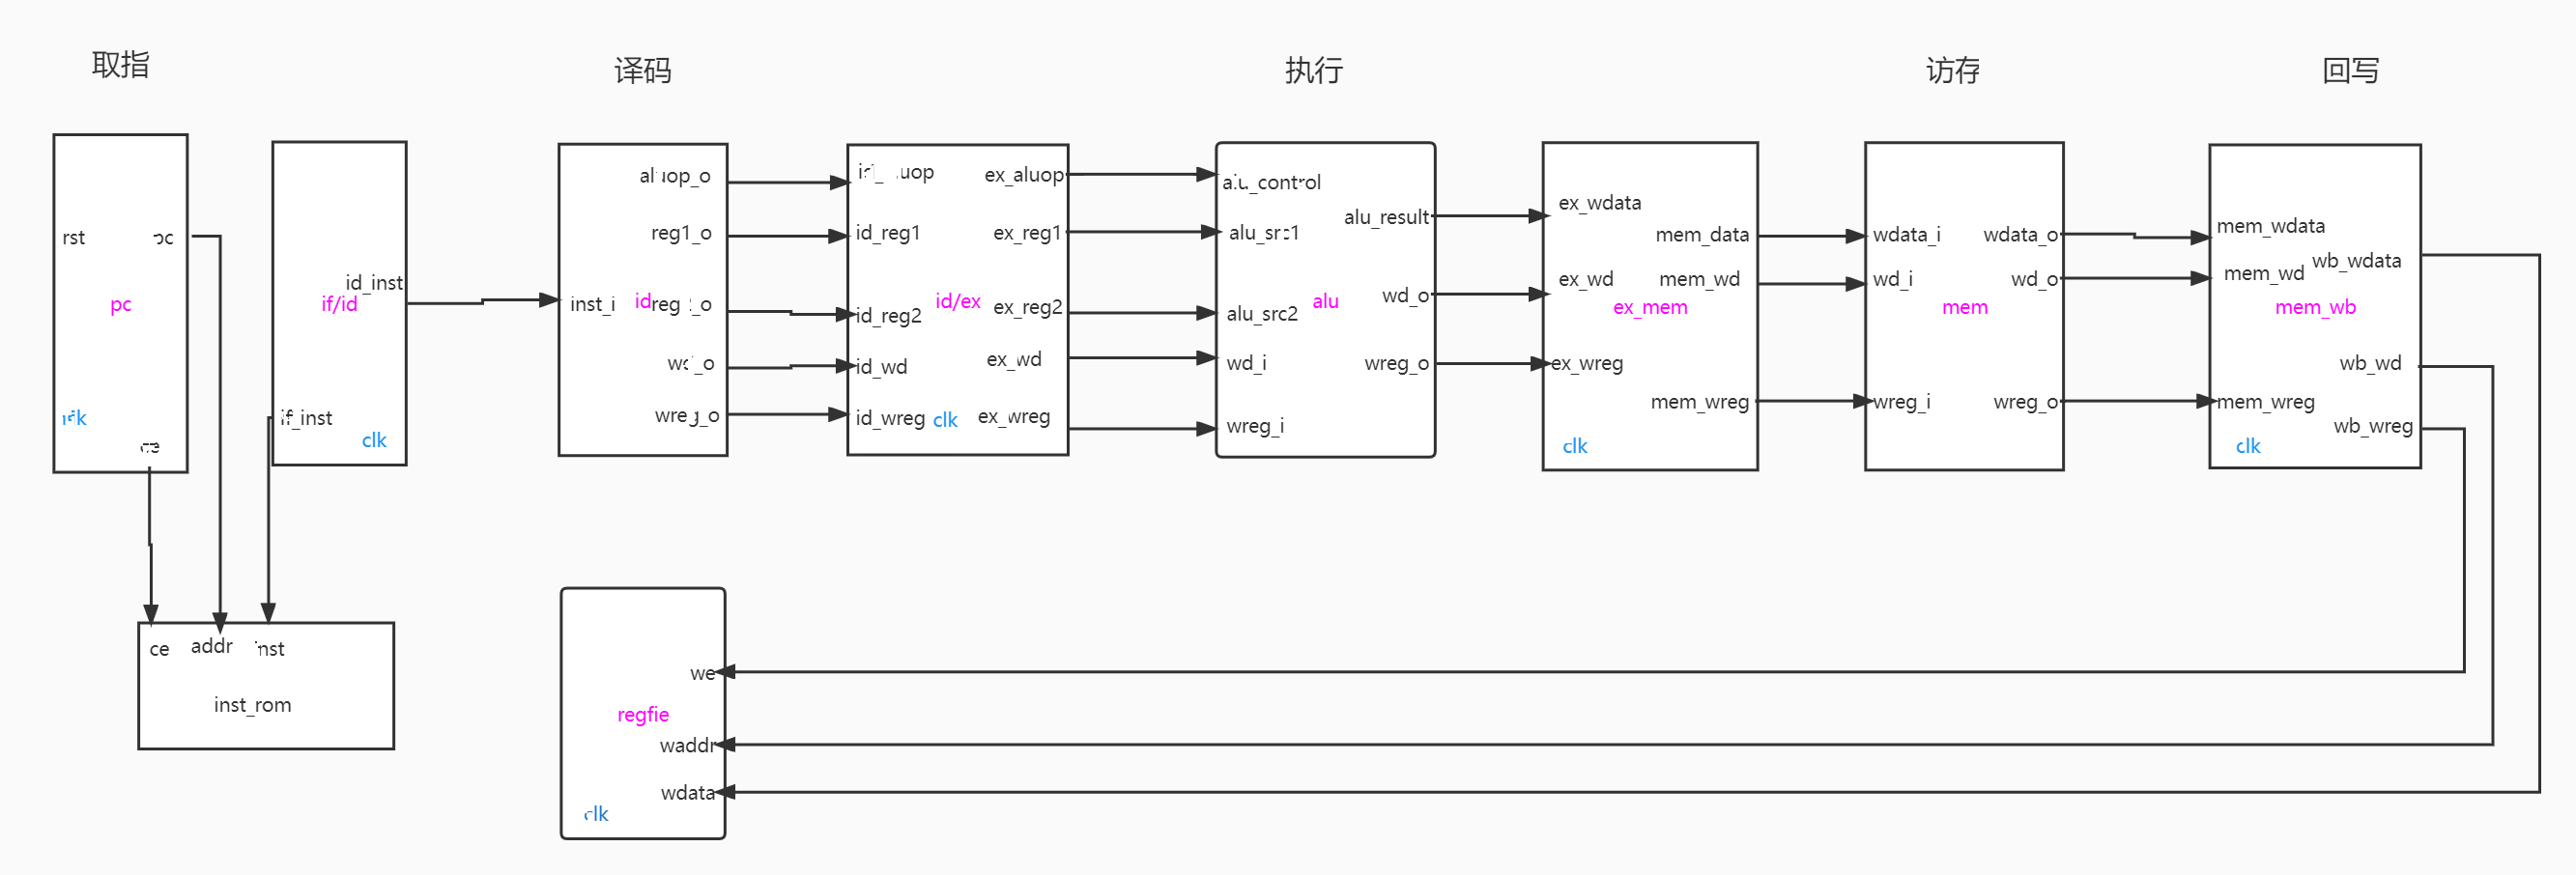 取指
译码
执行
访存
回写
rst
pc
pc
ce
id_inst
if/id
if_inst
clk
ce
addr
inst
inst_rom
aluop_o
reg1_o
inst_i
id
wd_o
wreg_o
ex_aluop
id_reg1
ex_reg1
id/ex
ex_reg2
id_reg2
ex_wd
id_wd
id_wreg
clk
ex_wreg
alu_control
alu_result
alu_src1
wd_o
alu
alu_src2
wd_i
wreg_o
wreg_i
ex_wdata
mem_data
ex_wd
mem_wd
ex_mem
ex_wreg
mem_wreg
clk
wdata_i
wdata_o
wd_i
wd_o
mem
wreg_i
wreg_o
mem_wdata
wb_wdata
mem_wd
mem_wb
wb_wd
mem_wreg
wb_wreg
clk
we
regfie
waddr
wdata
clk